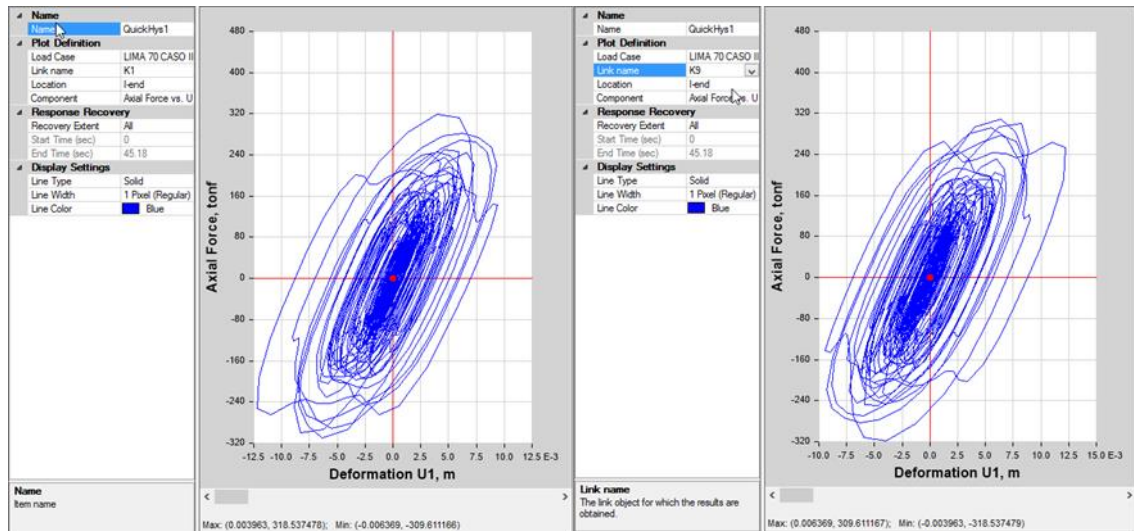 Name
Name QuickHys1
Plot Definition
Load Case LIMA 70 CASO II
Link name K1
Location I-end
Component Axial Force vs. U
Response Recovery
Recovery Extent All
Start Time (sec) 0
End Time (sec) 45.18
Display Settings
Line Type Solid
Line Width 1 Pixel (Regular)
Line Color Blue
Name
Item name
480
400
320
240
160
80
0
-80
-160
-240
-320
Axial Force, tonf
-12.5 -10.0 -7.5 -5.0 -2.5 0.0 2.5 5.0 7.5 10.0 12.5 E-3
Deformation U1, m
Max: (0.003963, 318.537478); Min: (-0.006369, -309.611166)
Name
Name QuickHys1
Plot Definition
Load Case LIMA 70 CASO II
Link name K9
Location I-end
Component Axial Force vs. U
Response Recovery
Recovery Extent All
Start Time (sec) 0
End Time (sec) 45.18
Display Settings
Line Type Solid
Line Width 1 Pixel (Regular)
Line Color Blue
Link name
The link object for which the results are
obtained.
480
400
320
240
160
80
0
-80
-160
-240
-320
Axial Force, tonf
-10.0 -7.5 -5.0 -2.5 0.0 2.5 5.0 7.5 10.0 12.5 15.0 E-3
Deformation U1, m
Max: (0.006369, 309.611167); Min: (-0.003963, -318.537478)